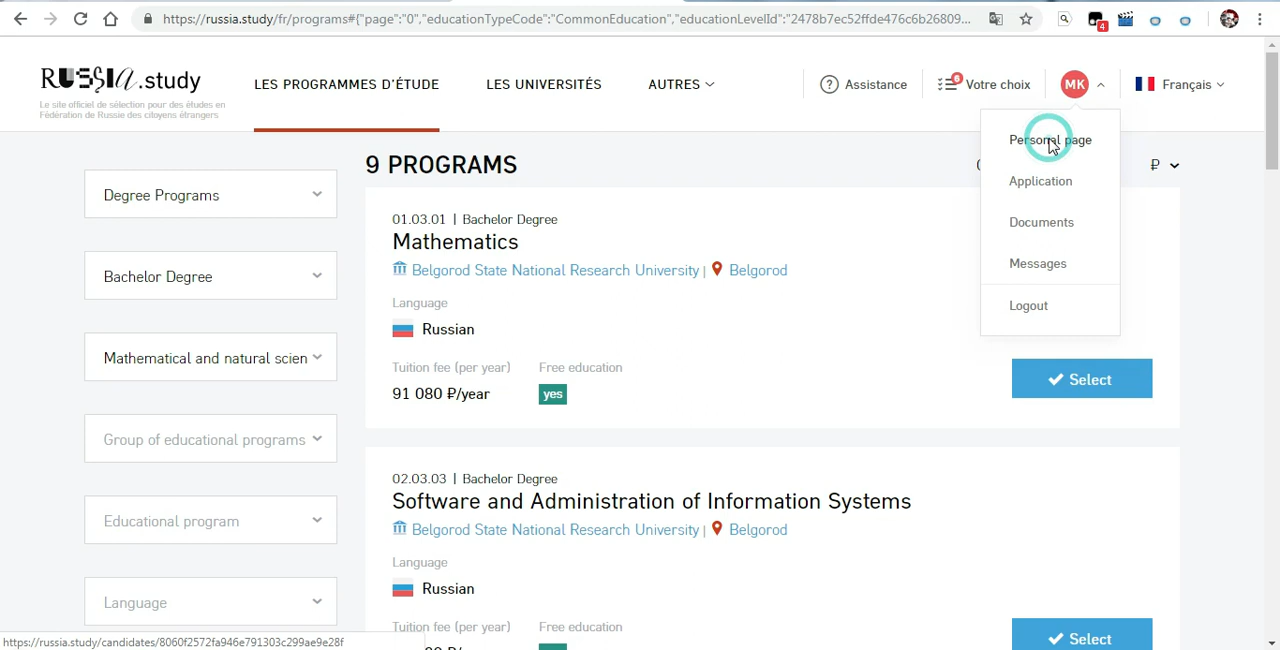 https://russia.study/fr/programs#{"page":"0","educationTypeCode":"CommonEducation","educationLevelId":"2478b7ec52ffde476c6b26809...
4
RUSSIA.study
Le site officiel de sélection pour des études en
Fédération de Russie des citoyens étrangers
LES PROGRAMMES D'ÉTUDE
LES UNIVERSITÉS
AUTRES
? Assistance
6 Votre choix
MK
Français
Personal page
Application
Documents
Messages
Logout
9 PROGRAMS
₽
Degree Programs
Bachelor Degree
Mathematical and natural scien
Group of educational programs
Educational program
Language
01.03.01 | Bachelor Degree
Mathematics
Belgorod State National Research University | Belgorod
Language
Russian
Tuition fee (per year) Free education
91 080 ₽/year yes
Select
02.03.03 | Bachelor Degree
Software and Administration of Information Systems
Belgorod State National Research University | Belgorod
Language
Russian
Tuition fee (per year) Free education
Select
https://russia.study/candidates/8060f2572fa946e791303c299ae9e28f